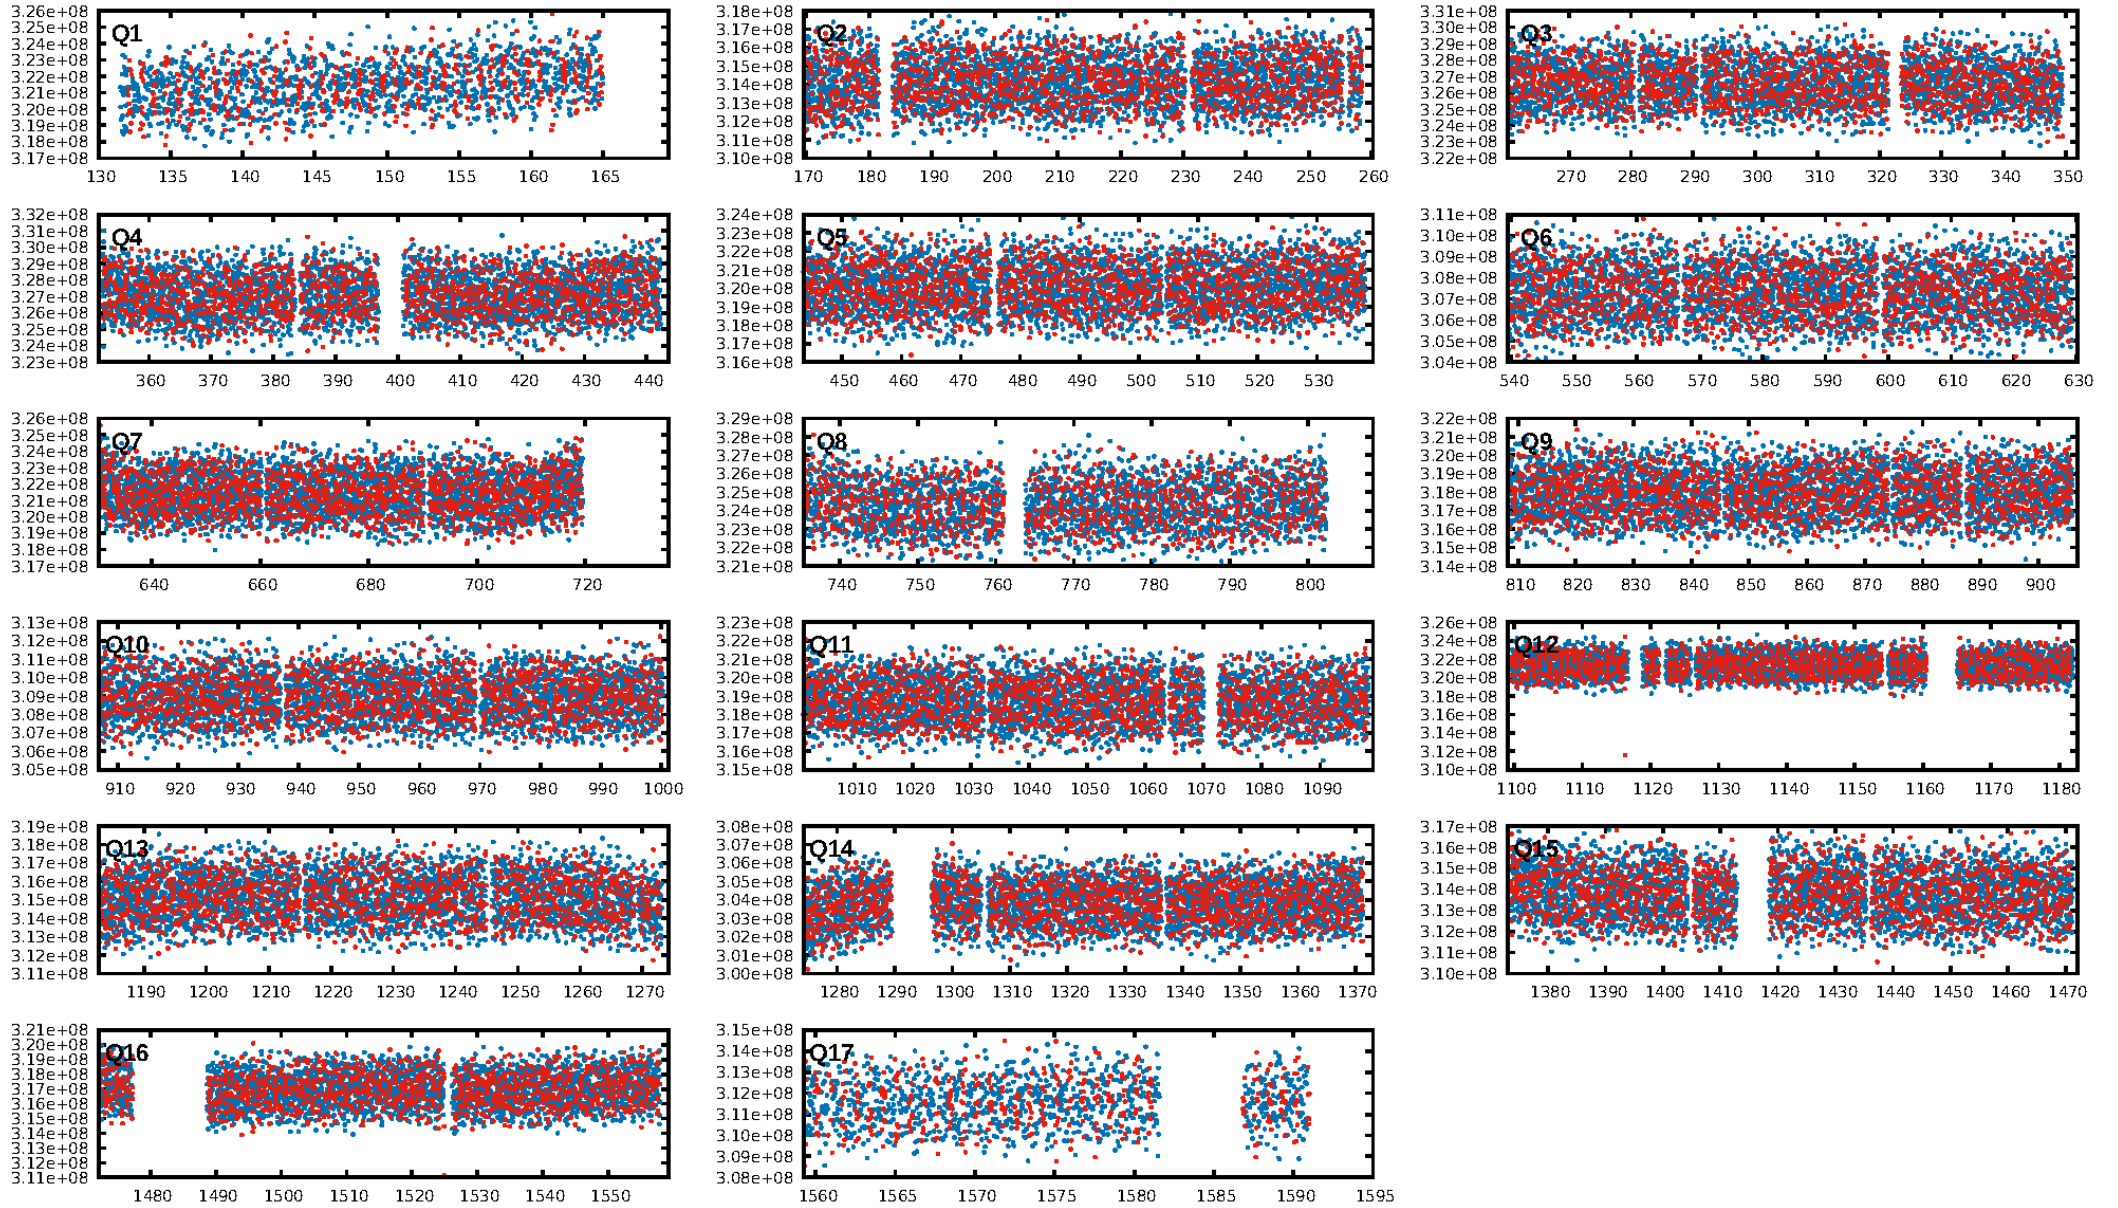 3.26e+08
3.25e+08
3.24e+08
3.23e+08
3.22e+08
3.21e+08
3.20e+08
3.19e+08
3.18e+08
3.17e+08
Q1
130 135 140 145 150 155 160 165
3.18e+08
3.17e+08
3.16e+08
3.15e+08
3.14e+08
3.13e+08
3.12e+08
3.11e+08
3.10e+08
Q2
170 180 190 200 210 220 230 240 250 260
3.31e+08
3.30e+08
3.29e+08
3.28e+08
3.27e+08
3.26e+08
3.25e+08
3.24e+08
3.23e+08
3.22e+08
Q3
270 280 290 300 310 320 330 340 350
3.32e+08
3.31e+08
3.30e+08
3.29e+08
3.28e+08
3.27e+08
3.26e+08
3.25e+08
3.24e+08
3.23e+08
Q4
360 370 380 390 400 410 420 430 440
3.24e+08
3.23e+08
3.22e+08
3.21e+08
3.20e+08
3.19e+08
3.18e+08
3.17e+08
3.16e+08
Q5
450 460 470 480 490 500 510 520 530
3.11e+08
3.10e+08
3.09e+08
3.08e+08
3.07e+08
3.06e+08
3.05e+08
3.04e+08
Q6
540 550 560 570 580 590 600 610 620 630
3.26e+08
3.25e+08
3.24e+08
3.23e+08
3.22e+08
3.21e+08
3.20e+08
3.19e+08
3.18e+08
3.17e+08
Q7
640 660 680 700 720
3.29e+08
3.28e+08
3.27e+08
3.26e+08
3.25e+08
3.24e+08
3.23e+08
3.22e+08
3.21e+08
Q8
740 750 760 770 780 790 800
3.22e+08
3.21e+08
3.20e+08
3.19e+08
3.18e+08
3.17e+08
3.16e+08
3.15e+08
3.14e+08
Q9
810 820 830 840 850 860 870 880 890 900
3.13e+08
3.12e+08
3.11e+08
3.10e+08
3.09e+08
3.08e+08
3.07e+08
3.06e+08
3.05e+08
Q10
910 920 930 940 950 960 970 980 990 1000
3.23e+08
3.22e+08
3.21e+08
3.20e+08
3.19e+08
3.18e+08
3.17e+08
3.16e+08
3.15e+08
Q11
1010 1020 1030 1040 1050 1060 1070 1080 1090
3.26e+08
3.24e+08
3.22e+08
3.20e+08
3.18e+08
3.16e+08
3.14e+08
3.12e+08
3.10e+08
Q12
1100 1110 1120 1130 1140 1150 1160 1170 1180
3.19e+08
3.18e+08
3.17e+08
3.16e+08
3.15e+08
3.14e+08
3.13e+08
3.12e+08
3.11e+08
Q13
1190 1200 1210 1220 1230 1240 1250 1260 1270
3.08e+08
3.07e+08
3.06e+08
3.05e+08
3.04e+08
3.03e+08
3.02e+08
3.01e+08
3.00e+08
Q14
1280 1290 1300 1310 1320 1330 1340 1350 1360 1370
3.17e+08
3.16e+08
3.15e+08
3.14e+08
3.13e+08
3.12e+08
3.11e+08
3.10e+08
Q15
1380 1390 1400 1410 1420 1430 1440 1450 1460 1470
3.21e+08
3.20e+08
3.19e+08
3.18e+08
3.17e+08
3.16e+08
3.15e+08
3.14e+08
3.13e+08
3.12e+08
3.11e+08
Q16
1480 1490 1500 1510 1520 1530 1540 1550
3.15e+08
3.14e+08
3.13e+08
3.12e+08
3.11e+08
3.10e+08
3.09e+08
3.08e+08
Q17
1560 1565 1570 1575 1580 1585 1590 1595